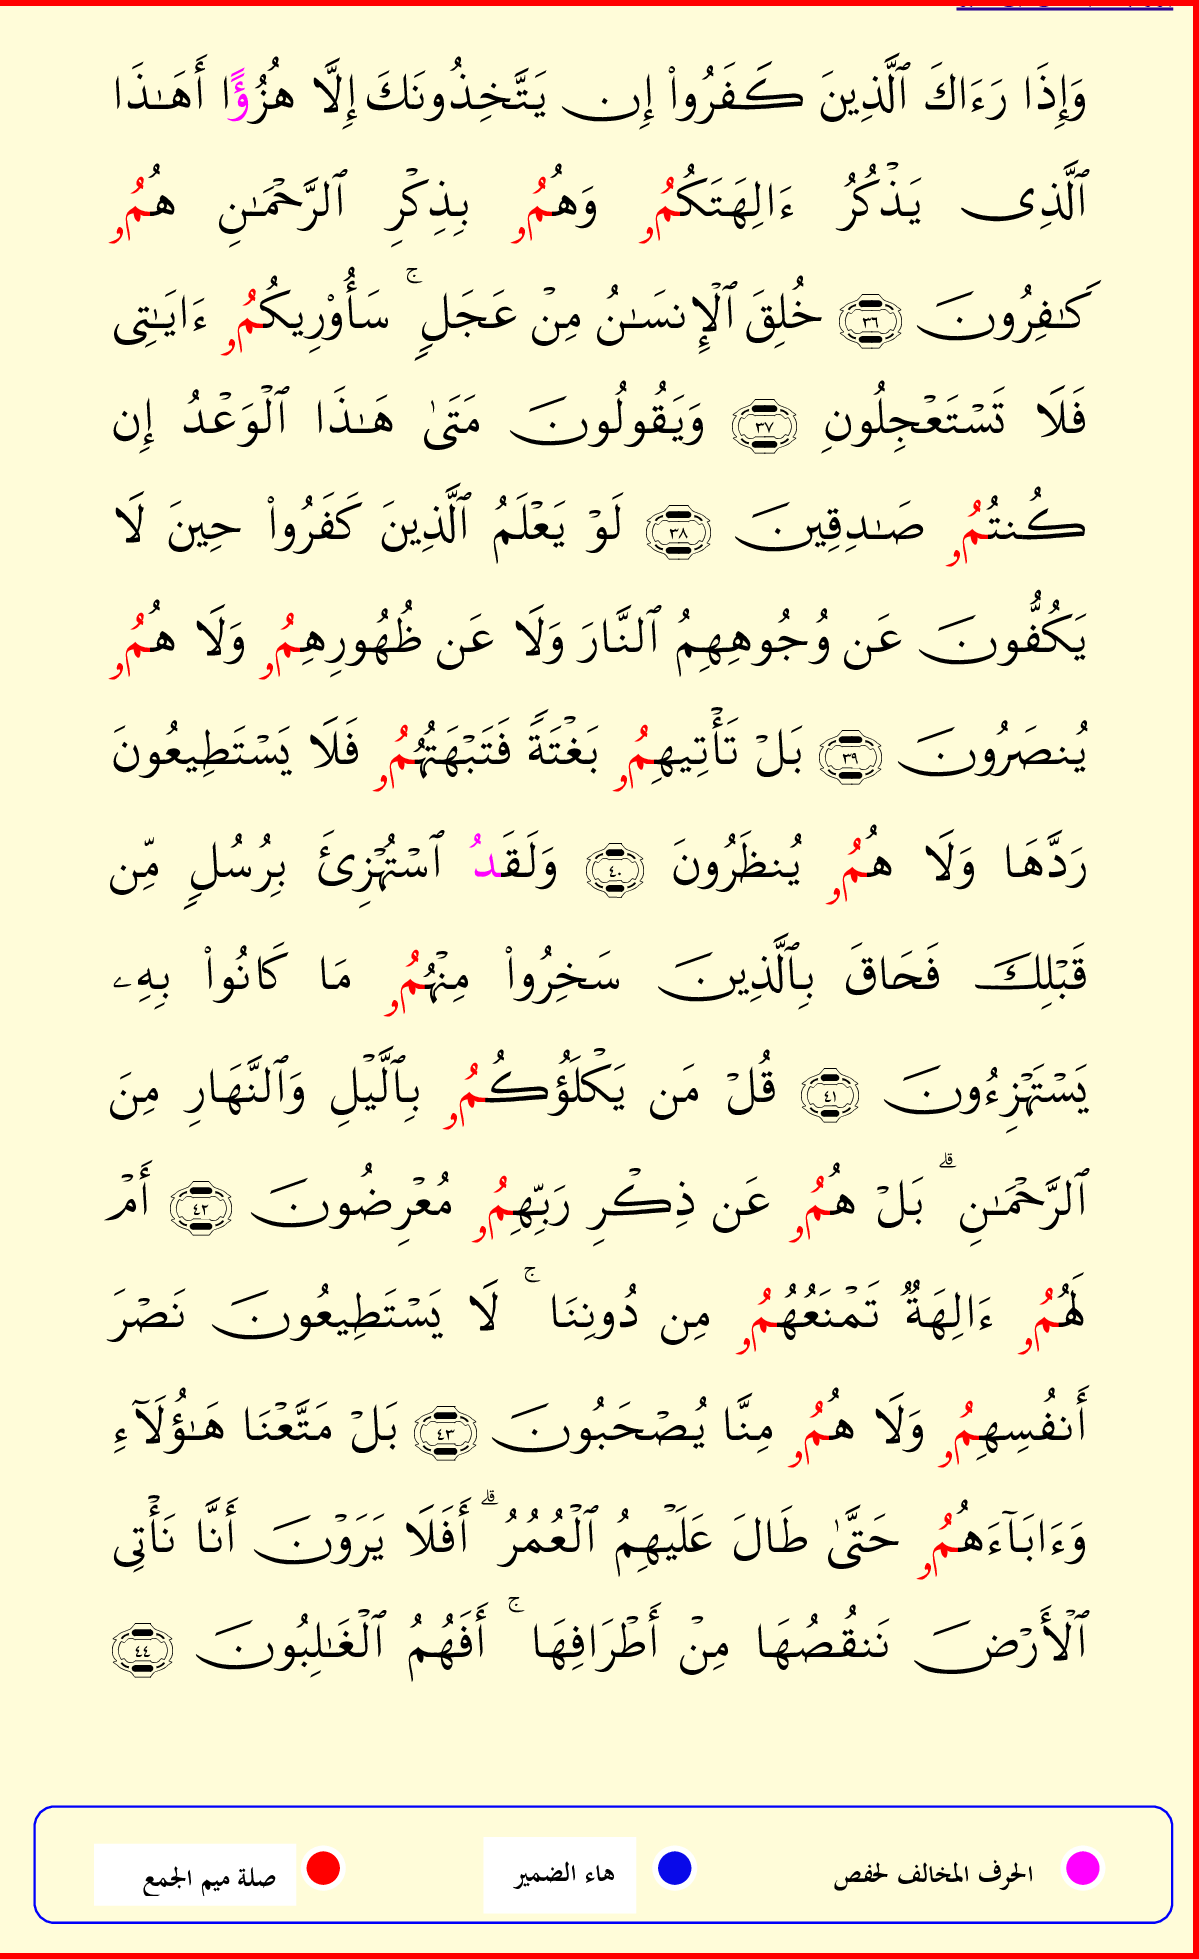 وَإِذَا رَءَاكَ ٱلَّذِينَ كَفَرُوا۟ إِن يَتَّخِذُونَكَ إِلَّا هُزُؤًا أَهَـٰذَا
ٱلَّذِى يَذْكُرُ ءَالِهَتَكُمُۥ وَهُمُۥ بِذِكْرِ ٱلرَّحْمَـٰنِ هُمُۥ
كَـٰفِرُونَ ٣٦ خُلِقَ ٱلْإِنسَـٰنُ مِنْ عَجَلٍ ۚ سَأُو۟رِيكُمُۥ ءَايَـٰتِى
فَلَا تَسْتَعْجِلُونِ ٣٧ وَيَقُولُونَ مَتَىٰ هَـٰذَا ٱلْوَعْدُ إِن
كُنتُمُۥ صَـٰدِقِينَ ٣٨ لَوْ يَعْلَمُ ٱلَّذِينَ كَفَرُوا۟ حِينَ لَا
يَكُفُّونَ عَن وُجُوهِهِمُ ٱلنَّارَ وَلَا عَن ظُهُورِهِمُۥ وَلَا هُمُۥ
يُنصَرُونَ ٣٩ بَلْ تَأْتِيهِمُۥ بَغْتَةً فَتَبْهَتُهُمُۥ فَلَا يَسْتَطِيعُونَ
رَدَّهَا وَلَا هُمُۥ يُنظَرُونَ ٤٠ وَلَقَدُ ٱسْتُهْزِئَ بِرُسُلٍ مِّن
قَبْلِكَ فَحَاقَ بِٱلَّذِينَ سَخِرُوا۟ مِنْهُمُۥ مَا كَانُوا۟ بِهِۦ
يَسْتَهْزِءُونَ ٤١ قُلْ مَن يَكْلَؤُكُمُۥ بِٱلَّيْلِ وَٱلنَّهَارِ مِنَ
ٱلرَّحْمَـٰنِ ۗ بَلْ هُمُۥ عَن ذِكْرِ رَبِّهِمُۥ مُعْرِضُونَ ٤٢ أَمْ
لَهُمُۥ ءَالِهَةٌ تَمْنَعُهُمُۥ مِن دُونِنَا ۚ لَا يَسْتَطِيعُونَ نَصْرَ
أَنفُسِهِمُۥ وَلَا هُمُۥ مِنَّا يُصْحَبُونَ ٤٣ بَلْ مَتَّعْنَا هَـٰؤُلَآءِ
وَءَابَآءَهُمُۥ حَتَّىٰ طَالَ عَلَيْهِمُ ٱلْعُمُرُ ۗ أَفَلَا يَرَوْنَ أَنَّا نَأْتِى
ٱلْأَرْضَ نَنقُصُهَا مِنْ أَطْرَافِهَا ۚ أَفَهُمُ ٱلْغَـٰلِبُونَ ٤٤
الحرف المخالف لحفص هاء الضمير صلة ميم الجمع